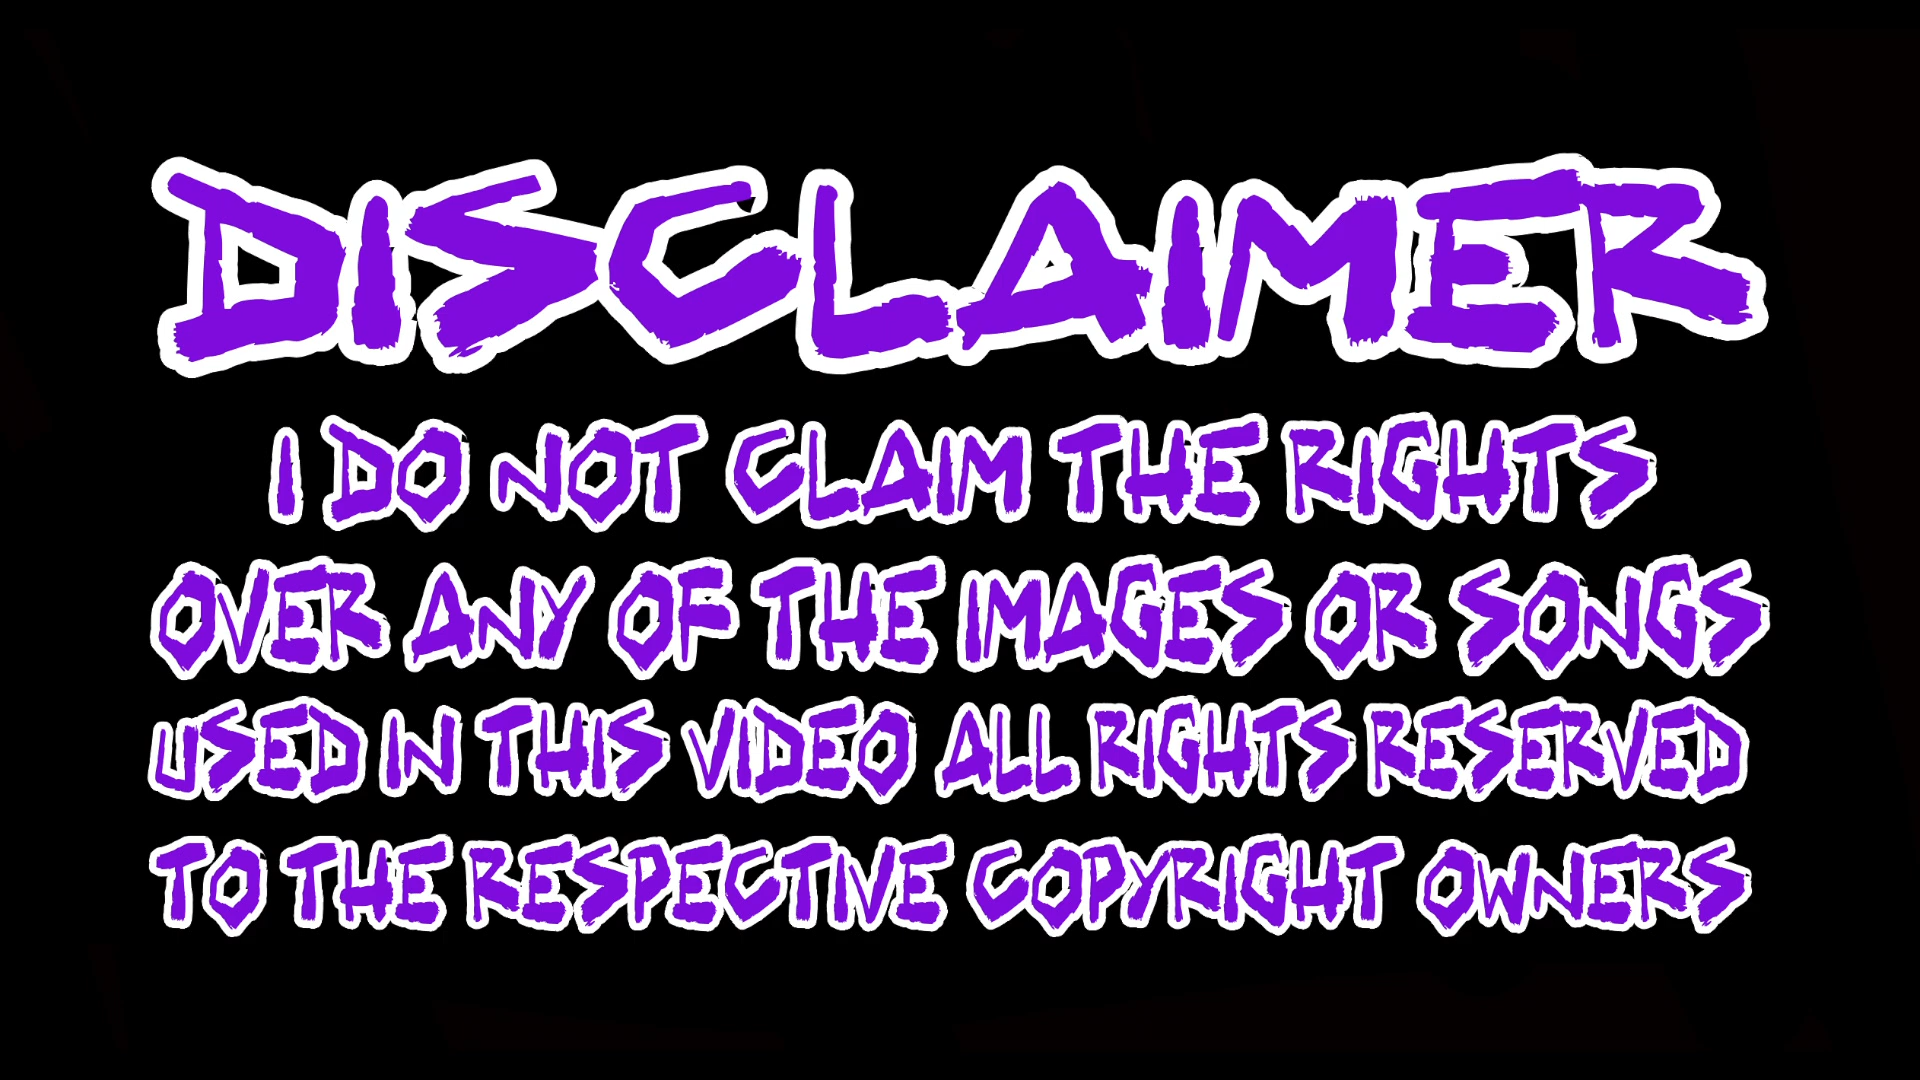 DISCLAIMER
I DO NOT CLAIM THE RIGHTS
OVER ANY OF THE IMAGES OR SONGS
USED IN THIS VIDEO ALL RIGHTS RESERVED
TO THE RESPECTIVE COPYRIGHT OWNERS